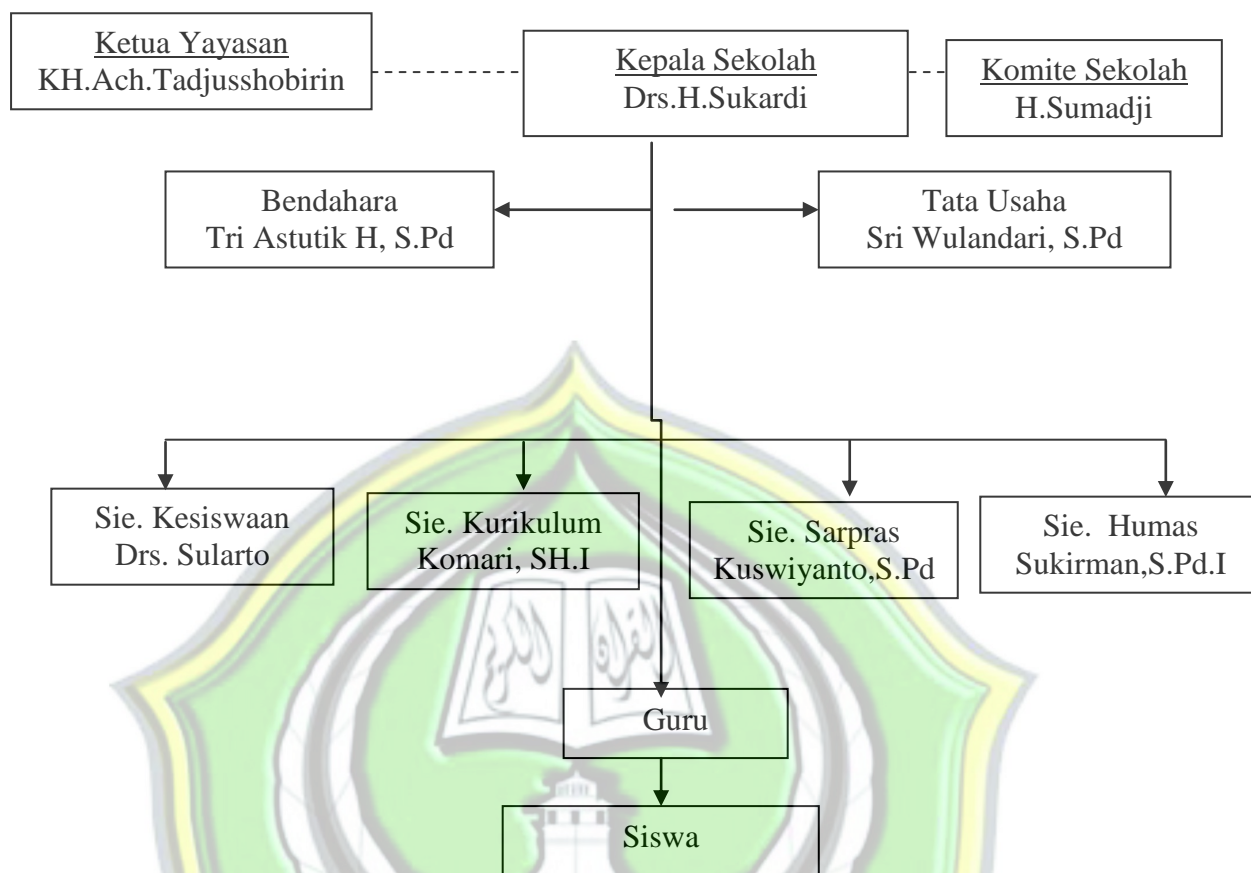 Ketua Yayasan
KH.Ach.Tadjusshobirin
Kepala Sekolah
Drs.H.Sukardi
Komite Sekolah
H.Sumadji
Bendahara
Tri Astutik H, S.Pd
Tata Usaha
Sri Wulandari, S.Pd
Sie. Kesiswaan
Drs. Sularto
Sie. Kurikulum
Komari, SH.I
Sie. Sarpras
Kuswiyanto,S.Pd
Sie.  Humas
Sukirman,S.Pd.I
القرآن
الكريم
Guru
Siswa